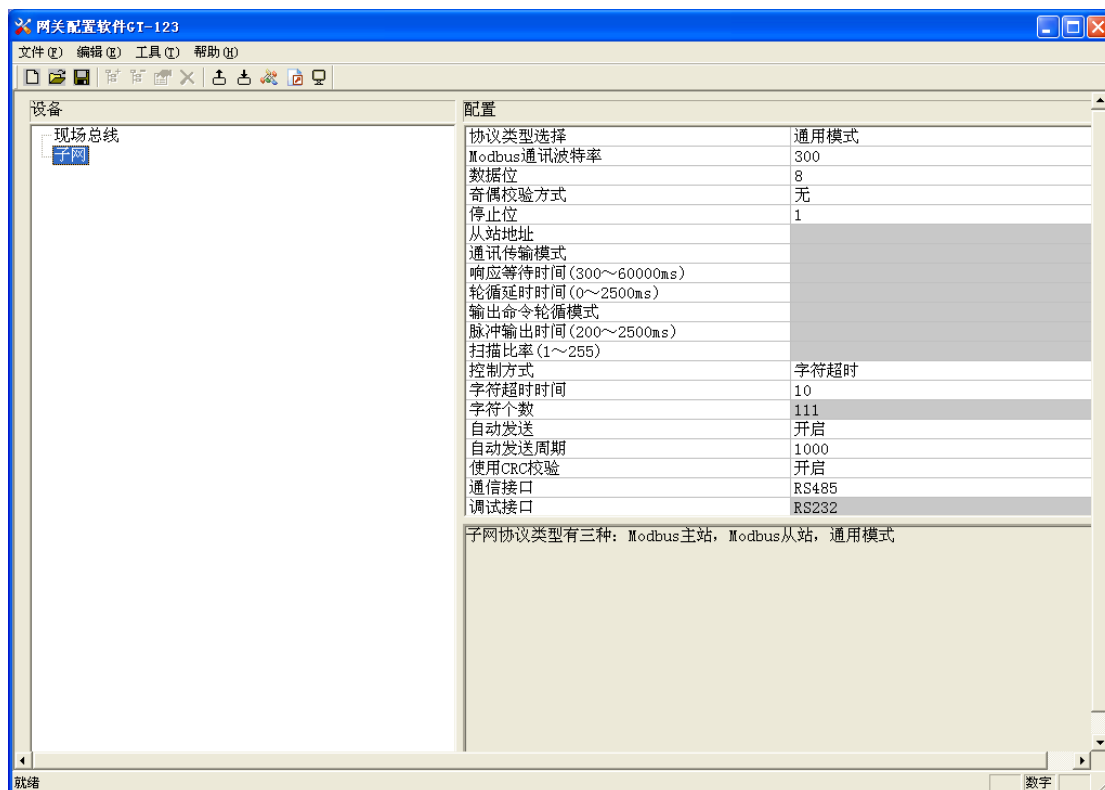 网关配置软件GT-123
文件(F) 编辑(E) 工具(T) 帮助(H)
设备
现场总线
子网
配置
协议类型选择 通用模式
Modbus通讯波特率 300
数据位 8
奇偶校验方式 无
停止位 1
从站地址
通讯传输模式
响应等待时间(300～60000ms)
轮循延时时间(0～2500ms)
输出命令轮循模式
脉冲输出时间(200～2500ms)
扫描比率(1～255)
控制方式 字符超时
字符超时时间 10
字符个数 111
自动发送 开启
自动发送周期 1000
使用CRC校验 开启
通信接口 RS485
调试接口 RS232
子网协议类型有三种：Modbus主站，Modbus从站，通用模式
就绪 数字